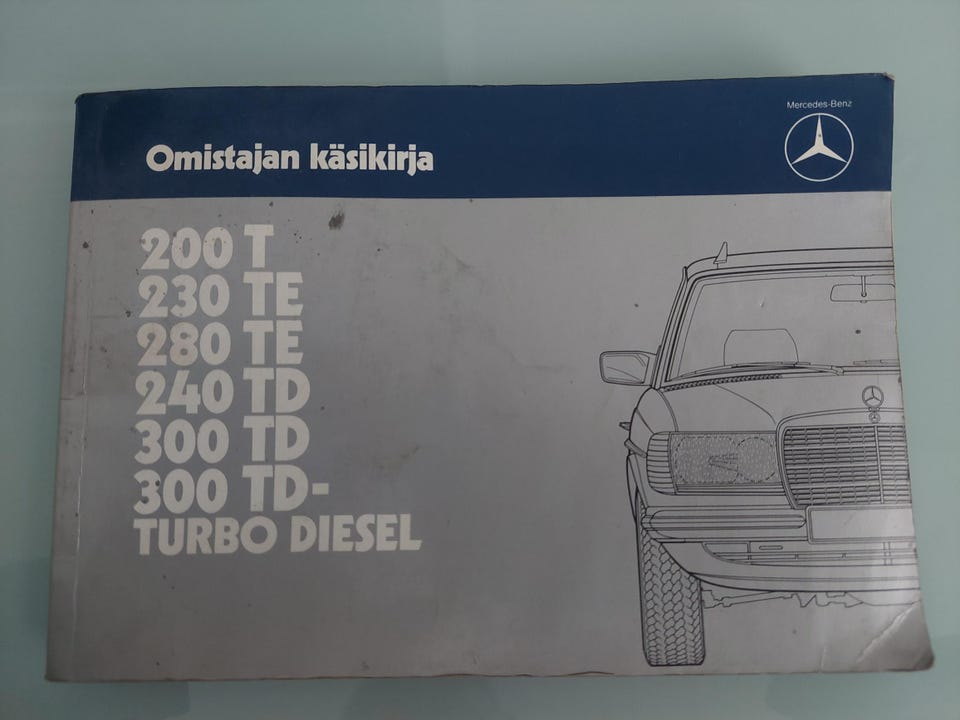 Mercedes-Benz
Omistajan käsikirja
200 T
230 TE
280 TE
240 TD
300 TD
300 TD-
TURBO DIESEL